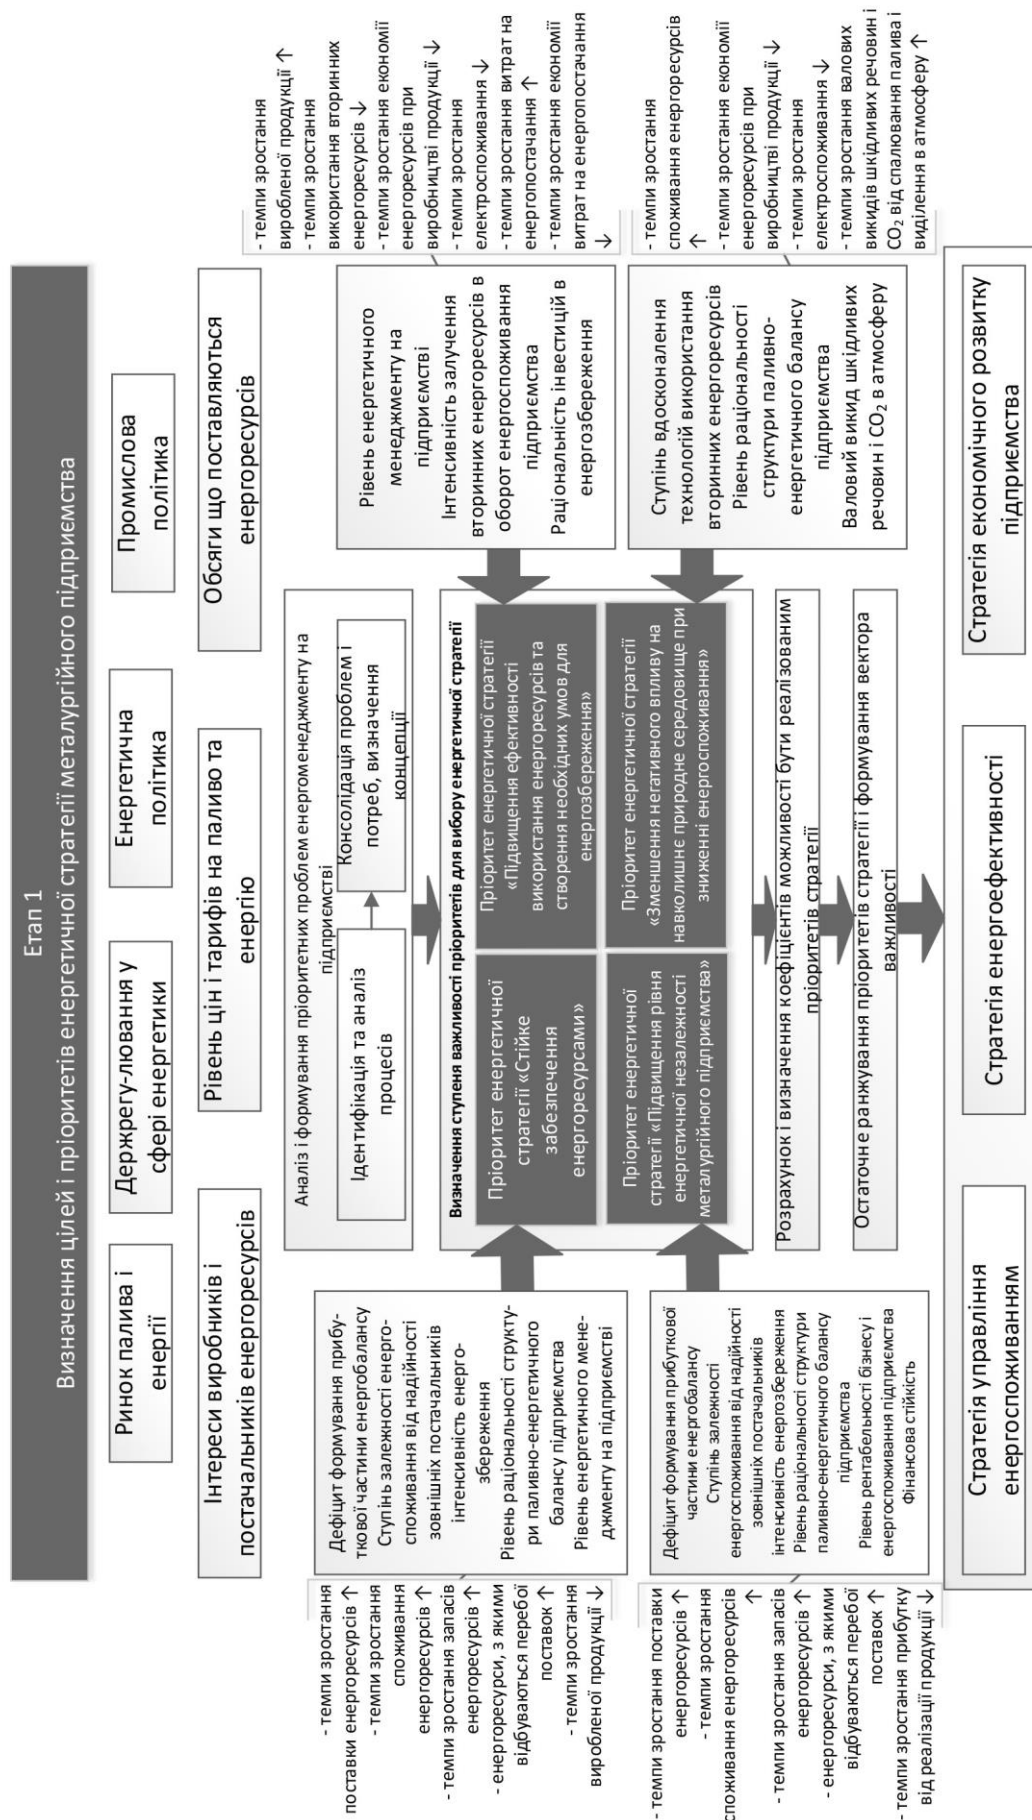 Етап 1
Визначення цілей і пріоритетів енергетичної стратегії металургійного підприємства
Ринок палива і
енергії
Держрегу-лювання у
сфері енергетики
Енергетична
політика
Промислова
політика
Інтереси виробників і
постачальників енергоресурсів
Рівень цін і тарифів на паливо та
енергію
Обсяги що поставляються
енергоресурсів
- темпи зростання
поставки енергоресурсів ↑
- темпи зростання
споживання
енергоресурсів ↑
- темпи зростання запасів
енергоресурсів ↑
- енергоресурси, з якими
відбуваються перебої
поставок ↑
- темпи зростання
виробленої продукції ↓
Дефіцит формування прибу-
ткової частини енергобалансу
Ступінь залежності енерго-
споживання від надійності
зовнішніх постачальників
інтенсивність енерго-
збереження
Рівень раціональності структу-
ри паливно-енергетичного
балансу підприємства
Рівень енергетичного мене-
джменту на підприємстві
- темпи зростання поставки
енергоресурсів ↑
- темпи зростання
споживання енергоресурсів
↑
- темпи зростання запасів
енергоресурсів ↑
- енергоресурси, з якими
відбуваються перебої
поставок ↑
- темпи зростання прибутку
від реалізації продукції ↓
Дефіцит формування прибуткової
частини енергобалансу
Ступінь залежності
енергоспоживання від надійності
зовнішніх постачальників
інтенсивність енергозбереження
Рівень раціональності структури
паливно-енергетичного балансу
підприємства
Рівень рентабельності бізнесу і
енергоспоживання підприємства
Фінансова стійкість
Аналіз і формування пріоритетних проблем енергоменеджменту на
підприємстві
Ідентифікація та аналіз
процесів
Консолідація проблем і
потреб, визначення
концепції
Визначення ступеня важливості пріоритетів для вибору енергетичної стратегії
Пріоритет енергетичної
стратегії «Стійке
забезпечення
енергоресурсами»
Пріоритет енергетичної стратегії
«Підвищення ефективності
використання енергоресурсів та
створення необхідних умов для
енергозбереження»
Пріоритет енергетичної
стратегії «Підвищення рівня
енергетичної незалежності
металургійного підприємства»
Пріоритет енергетичної стратегії
«Зменшення негативного впливу на
навколишнє природне середовище при
зниженні енергоспоживання»
Розрахунок і визначення коефіцієнтів можливості бути реалізованим
пріоритетів стратегії
Остаточне ранжування пріоритетів стратегії і формування вектора
важливості
Рівень енергетичного
менеджменту на
підприємстві
Інтенсивність залучення
вторинних енергоресурсів в
оборот енергоспоживання
підприємства
Раціональність інвестицій в
енергозбереження
- темпи зростання
виробленої продукції ↑
- темпи зростання
використання вторинних
енергоресурсів ↓
- темпи зростання економії
енергоресурсів при
виробництві продукції ↓
- темпи зростання
електроспоживання ↓
- темпи зростання витрат на
енергопостачання ↑
- темпи зростання економії
витрат на енергопостачання
↓
Ступінь вдосконалення
технологій використання
вторинних енергоресурсів
Рівень раціональності
структури паливно-
енергетичного балансу
підприємства
Валовий викид шкідливих
речовин і CO₂ в атмосферу
- темпи зростання
споживання енергоресурсів
↑
- темпи зростання економії
енергоресурсів при
виробництві продукції ↓
- темпи зростання
електроспоживання ↓
- темпи зростання валових
викидів шкідливих речовин і
CO₂ від спалювання палива і
виділення в атмосферу ↑
Стратегія управління
енергоспоживанням
Стратегія енергоефективності
Стратегія економічного розвитку
підприємства